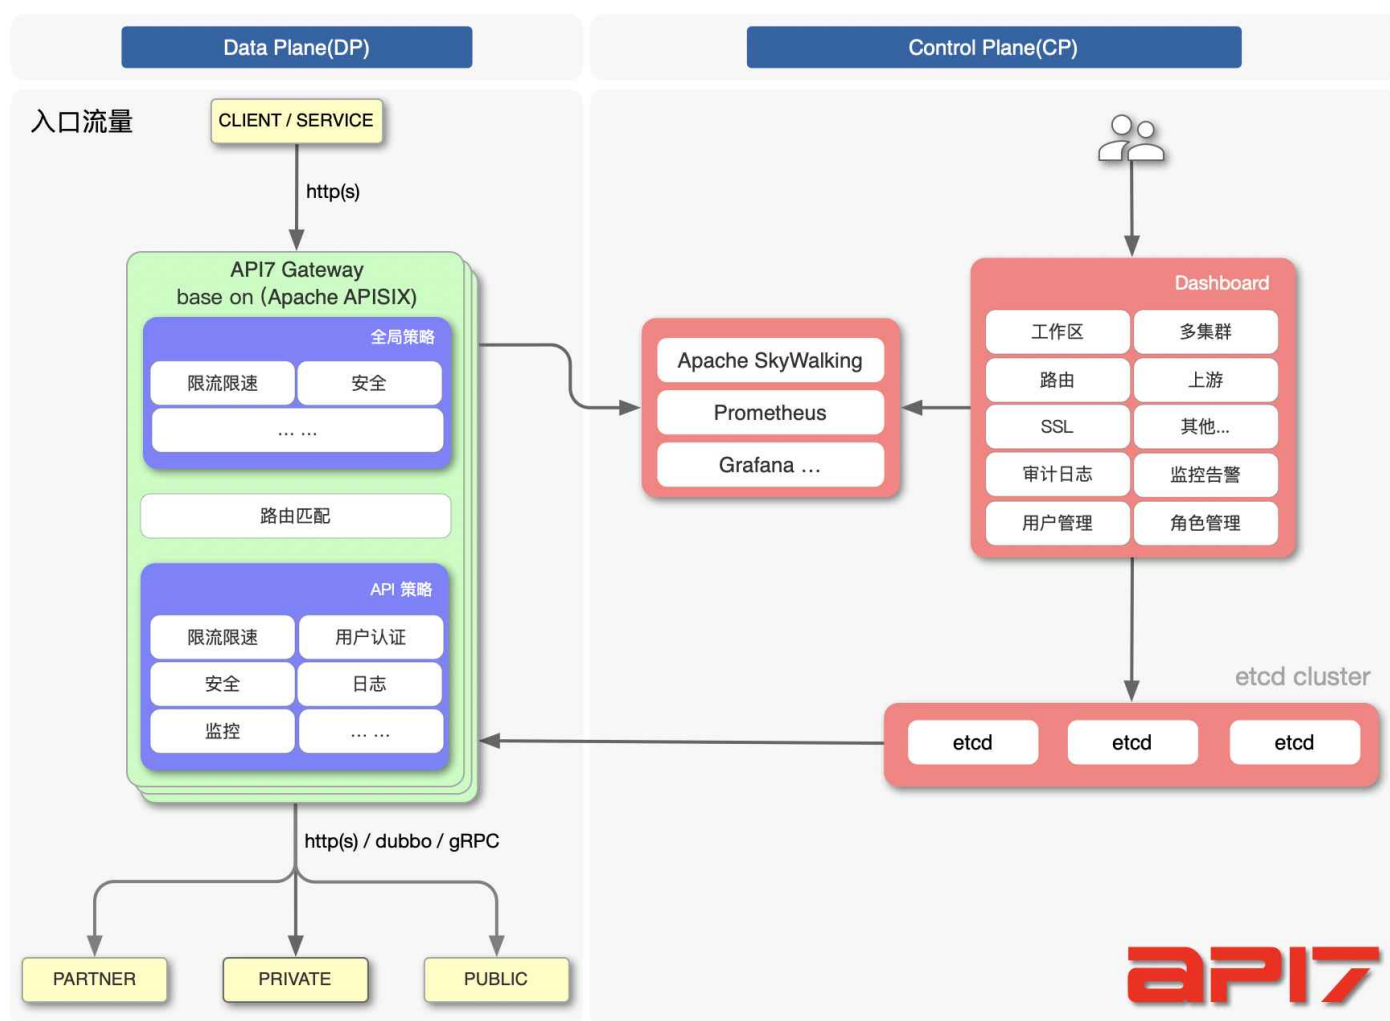 Data Plane(DP)
Control Plane(CP)
入口流量
CLIENT / SERVICE
http(s)
API7 Gateway
base on (Apache APISIX)
全局策略
限流限速
安全
... ...
路由匹配
API 策略
限流限速
用户认证
安全
日志
监控
... ...
http(s) / dubbo / gRPC
PARTNER
PRIVATE
PUBLIC
Apache SkyWalking
Prometheus
Grafana ...
Dashboard
工作区
多集群
路由
上游
SSL
其他...
审计日志
监控告警
用户管理
角色管理
etcd cluster
etcd
etcd
etcd
API7